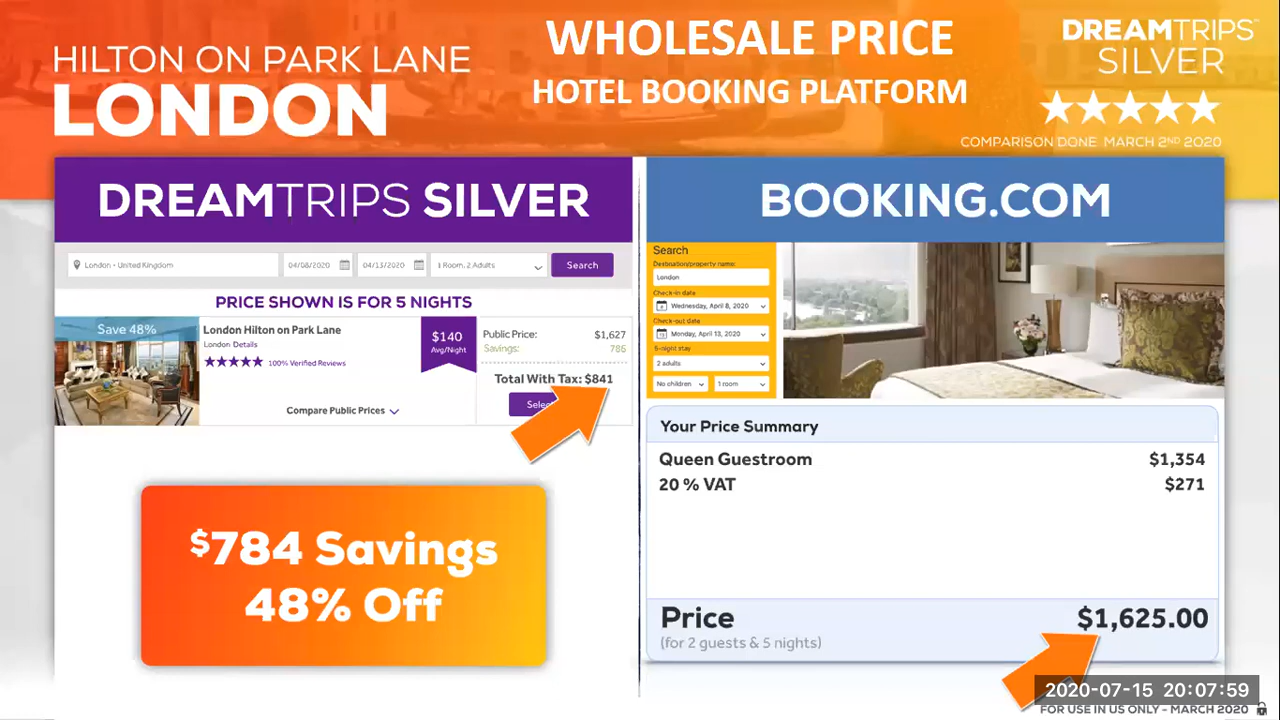 HILTON ON PARK LANE
LONDON
WHOLESALE PRICE
HOTEL BOOKING PLATFORM
DREAMTRIPS™
SILVER
COMPARISON DONE MARCH 2ND 2020
DREAMTRIPS SILVER
London - United Kingdom
04/08/2020
04/13/2020
1 Room, 2 Adults
Search
PRICE SHOWN IS FOR 5 NIGHTS
Save 48%
London Hilton on Park Lane
London Details
100% Verified Reviews
Compare Public Prices
$140
Avg/Night
Public Price: $1,627
Savings: 786
Total With Tax: $841
$784 Savings
48% Off
BOOKING.COM
Search
Destination/property name:
London
Check-in date
Wednesday, April 8, 2020
Check-out date
Monday, April 13, 2020
5-night stay
2 adults
No children
1 room
Your Price Summary
Queen Guestroom $1,354
20 % VAT $271
Price $1,625.00
(for 2 guests & 5 nights)
2020-07-15 20:07:59
FOR USE IN US ONLY - MARCH 2020